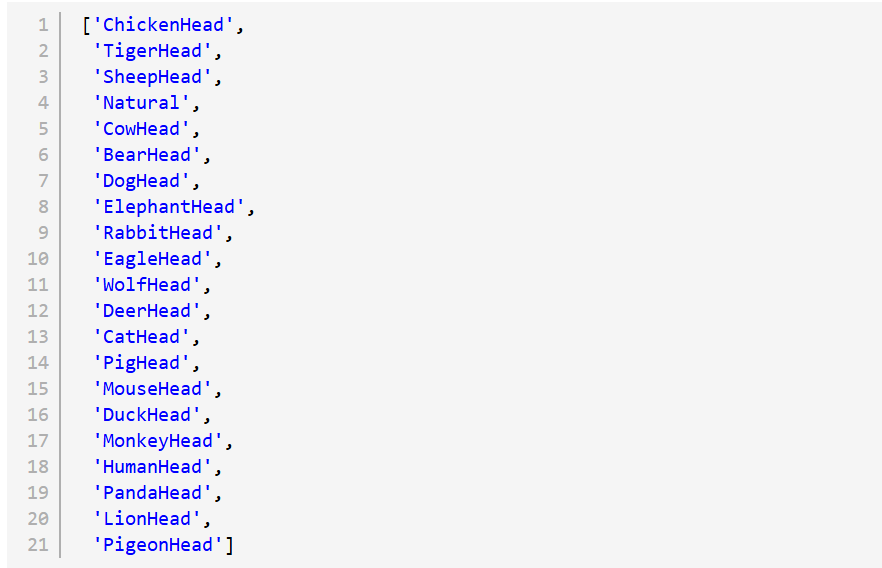 1 ['ChickenHead',
2 'TigerHead',
3 'SheepHead',
4 'Natural',
5 'CowHead',
6 'BearHead',
7 'DogHead',
8 'ElephantHead',
9 'RabbitHead',
10 'EagleHead',
11 'WolfHead',
12 'DeerHead',
13 'CatHead',
14 'PigHead',
15 'MouseHead',
16 'DuckHead',
17 'MonkeyHead',
18 'HumanHead',
19 'PandaHead',
20 'LionHead',
21 'PigeonHead']